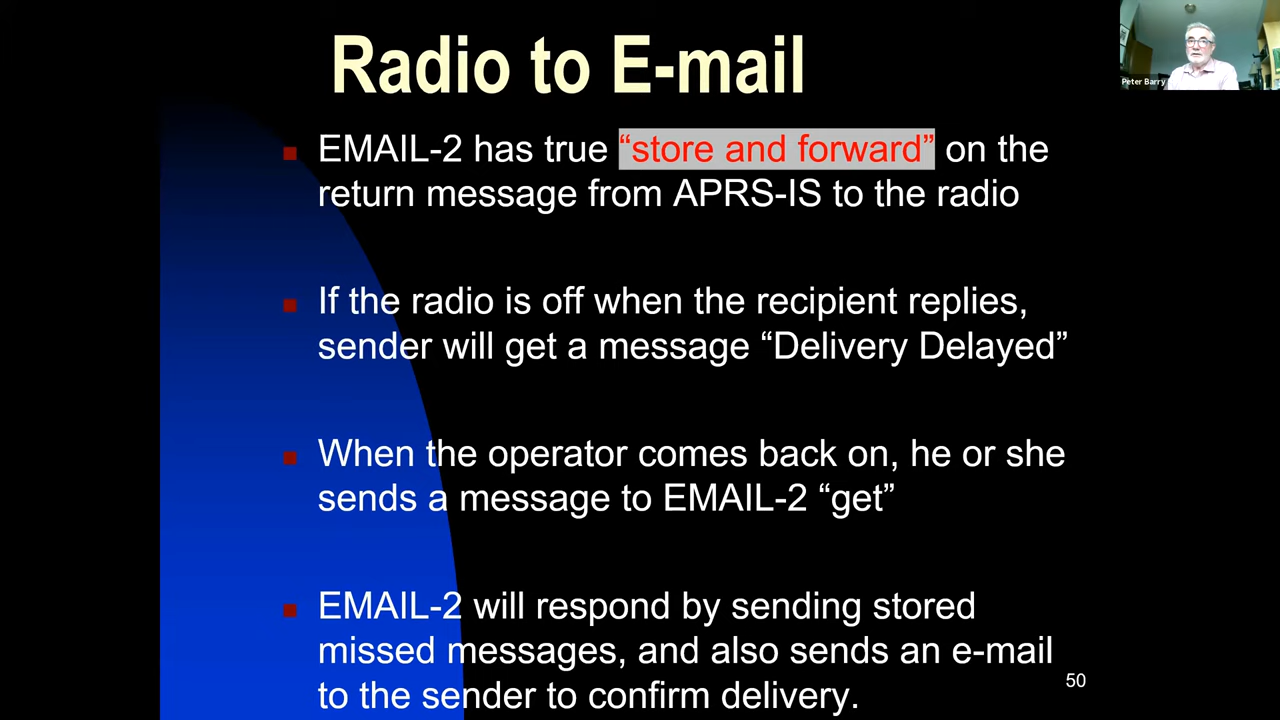 Radio to E-mail
Peter Barry
EMAIL-2 has true “store and forward” on the
return message from APRS-IS to the radio
If the radio is off when the recipient replies,
sender will get a message “Delivery Delayed”
When the operator comes back on, he or she
sends a message to EMAIL-2 “get”
EMAIL-2 will respond by sending stored
missed messages, and also sends an e-mail
to the sender to confirm delivery.
50